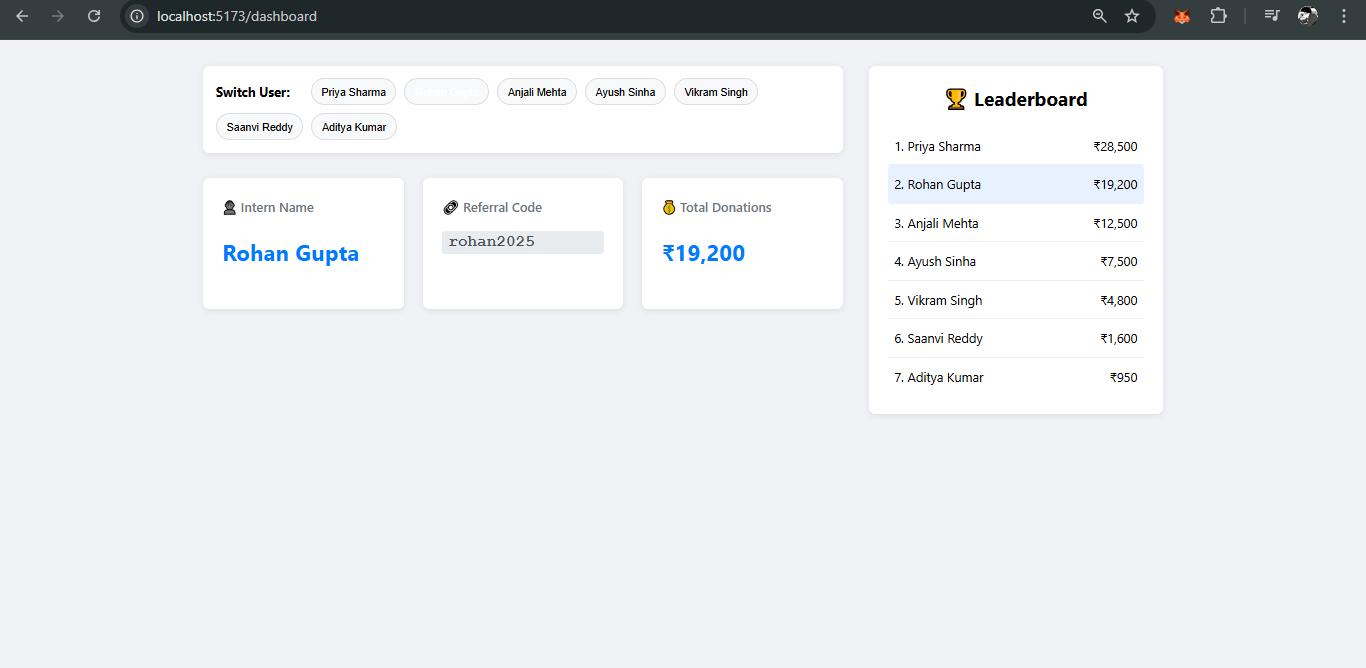 localhost:5173/dashboard
Switch User: Priya Sharma Rohan Gupta Anjali Mehta Ayush Sinha Vikram Singh
Saanvi Reddy Aditya Kumar
Intern Name
Rohan Gupta
Referral Code
rohan2025
Total Donations
₹19,200
Leaderboard
1. Priya Sharma ₹28,500
2. Rohan Gupta ₹19,200
3. Anjali Mehta ₹12,500
4. Ayush Sinha ₹7,500
5. Vikram Singh ₹4,800
6. Saanvi Reddy ₹1,600
7. Aditya Kumar ₹950